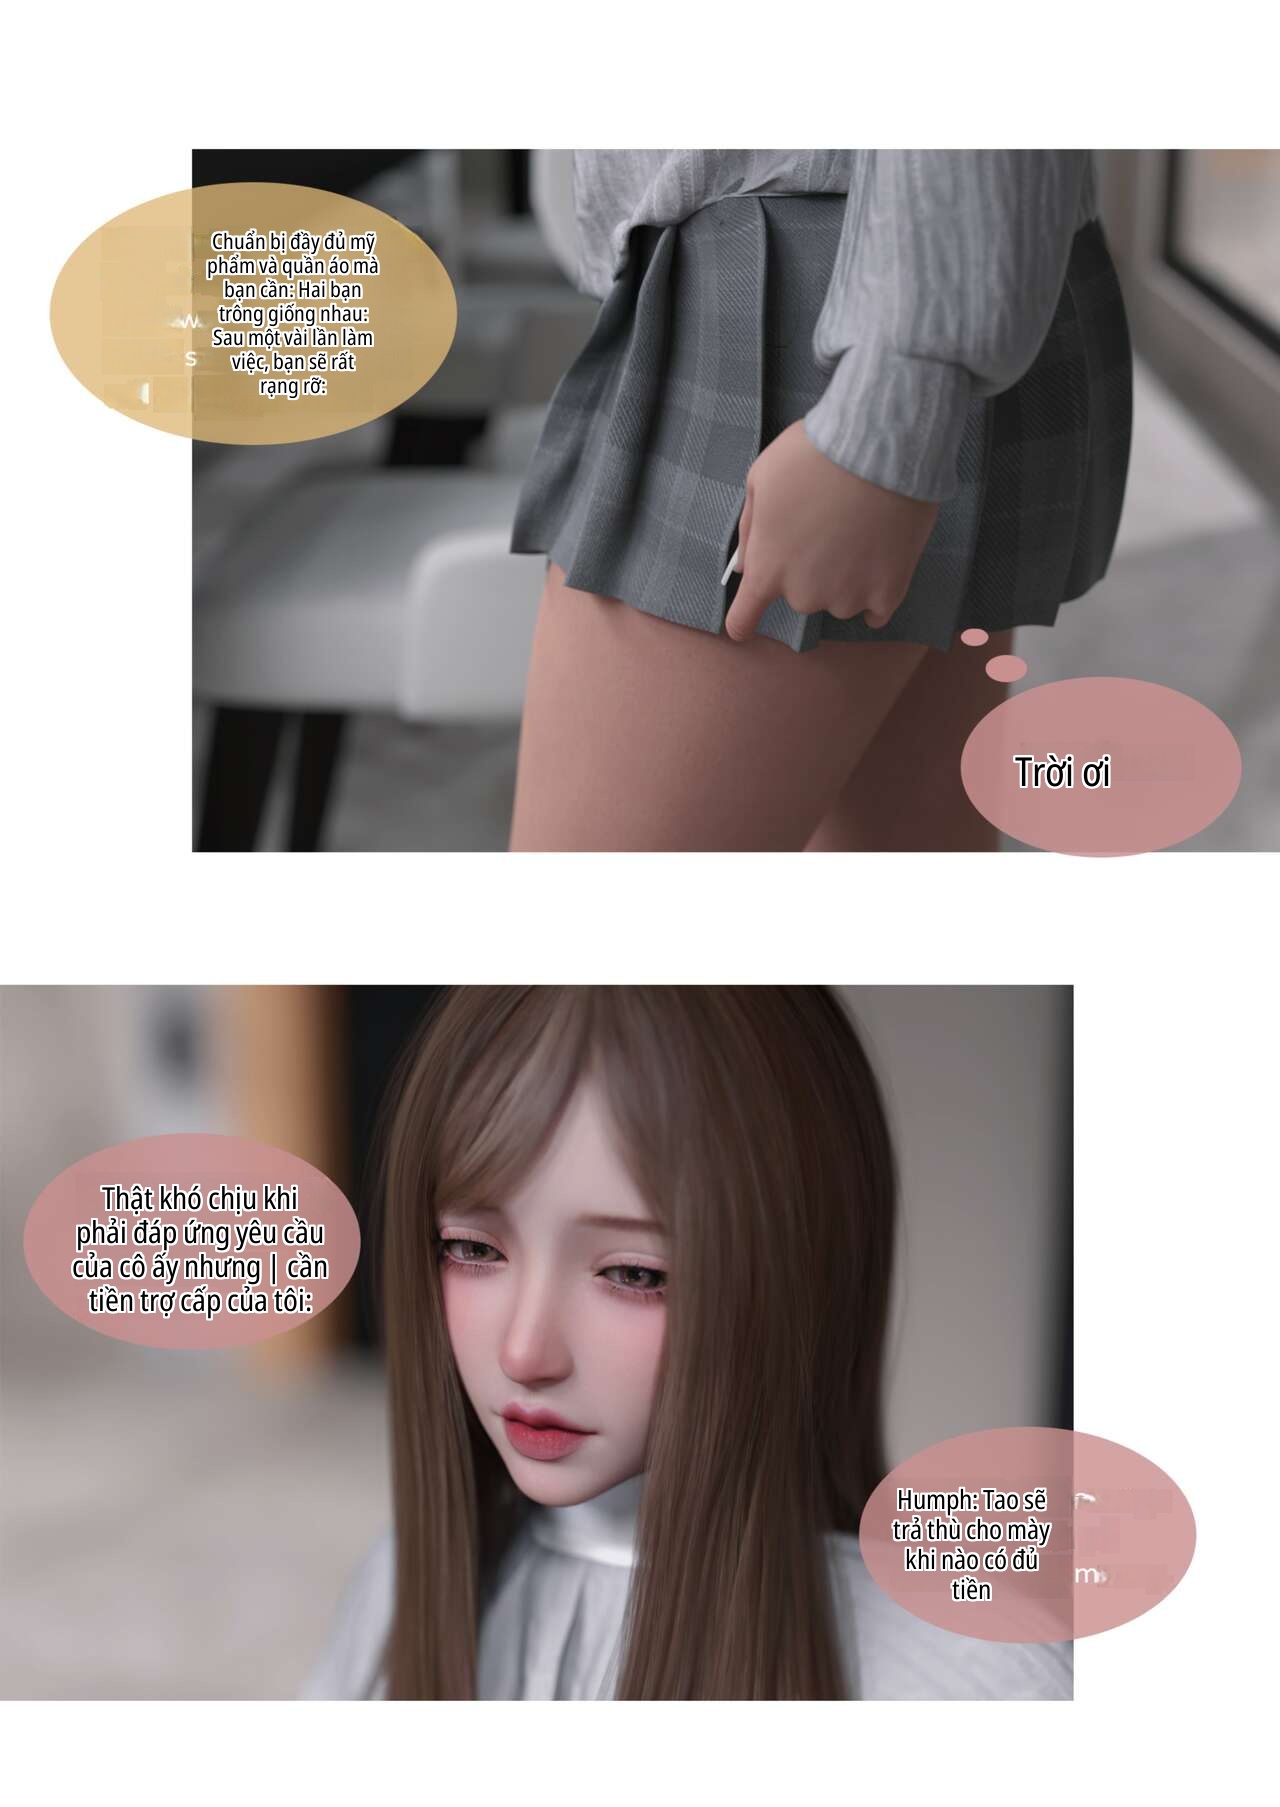 Chuẩn bị đầy đủ mỹ
phẩm và quần áo mà
bạn cần: Hai bạn
trông giống nhau:
Sau một vài lần làm
việc, bạn sẽ rất
rạng rỡ:
Trời ơi
Thật khó chịu khi
phải đáp ứng yêu cầu
của cô ấy nhưng | cần
tiền trợ cấp của tôi:
Humph: Tao sẽ
trả thù cho mày
khi nào có đủ
tiền